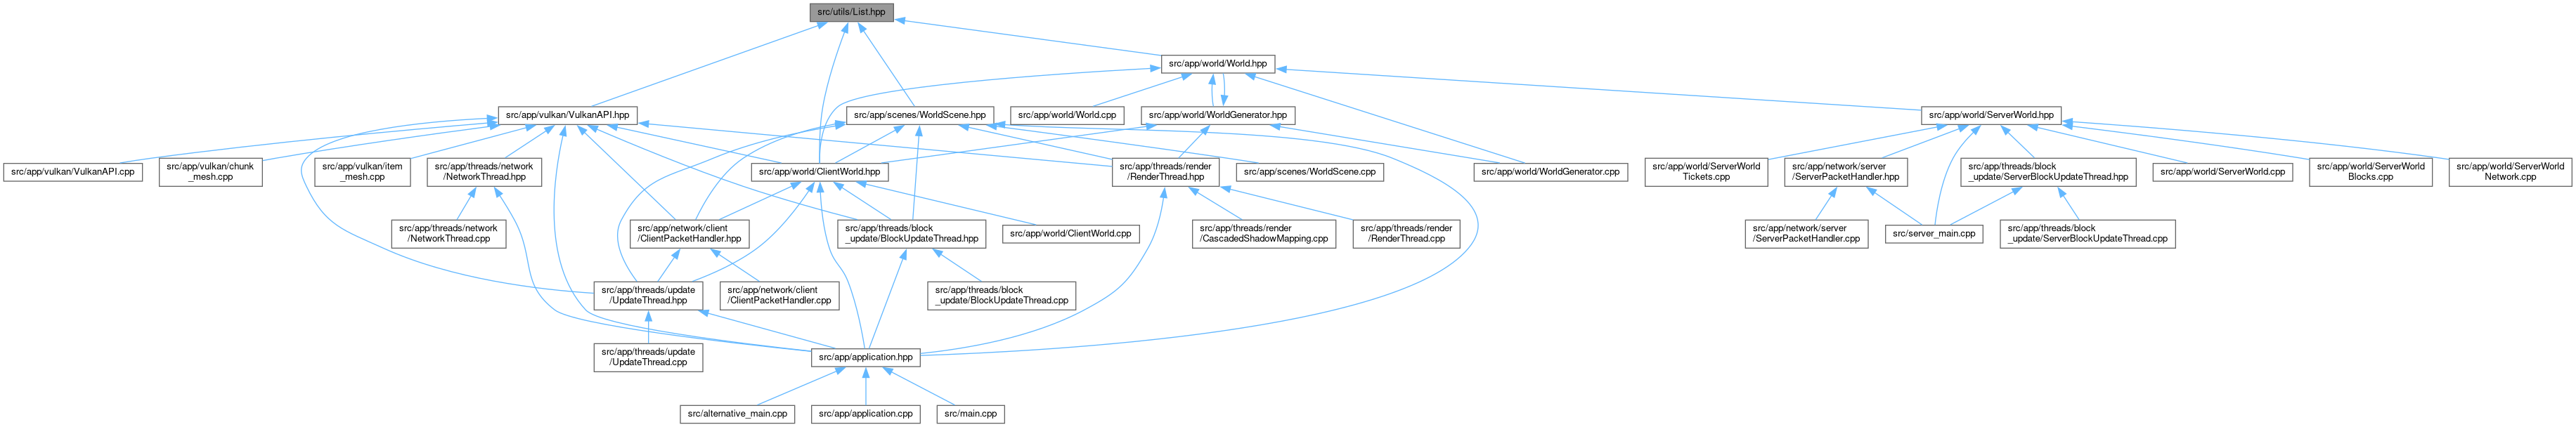 src/utils/List.hpp
src/app/world/World.hpp
src/app/vulkan/VulkanAPI.hpp
src/app/scenes/WorldScene.hpp
src/app/world/World.cpp
src/app/world/WorldGenerator.hpp
src/app/world/ServerWorld.hpp
src/app/vulkan/VulkanAPI.cpp
src/app/vulkan/chunk
_mesh.cpp
src/app/vulkan/item
_mesh.cpp
src/app/threads/network
/NetworkThread.hpp
src/app/world/ClientWorld.hpp
src/app/threads/render
/RenderThread.hpp
src/app/scenes/WorldScene.cpp
src/app/world/WorldGenerator.cpp
src/app/world/ServerWorld
Tickets.cpp
src/app/network/server
/ServerPacketHandler.hpp
src/app/threads/block
_update/ServerBlockUpdateThread.hpp
src/app/world/ServerWorld.cpp
src/app/world/ServerWorld
Blocks.cpp
src/app/world/ServerWorld
Network.cpp
src/app/threads/network
/NetworkThread.cpp
src/app/network/client
/ClientPacketHandler.hpp
src/app/threads/block
_update/BlockUpdateThread.hpp
src/app/world/ClientWorld.cpp
src/app/threads/render
/CascadedShadowMapping.cpp
src/app/threads/render
/RenderThread.cpp
src/app/network/server
/ServerPacketHandler.cpp
src/server_main.cpp
src/app/threads/block
_update/ServerBlockUpdateThread.cpp
src/app/threads/update
/UpdateThread.hpp
src/app/network/client
/ClientPacketHandler.cpp
src/app/threads/block
_update/BlockUpdateThread.cpp
src/app/threads/update
/UpdateThread.cpp
src/app/application.hpp
src/alternative_main.cpp
src/app/application.cpp
src/main.cpp